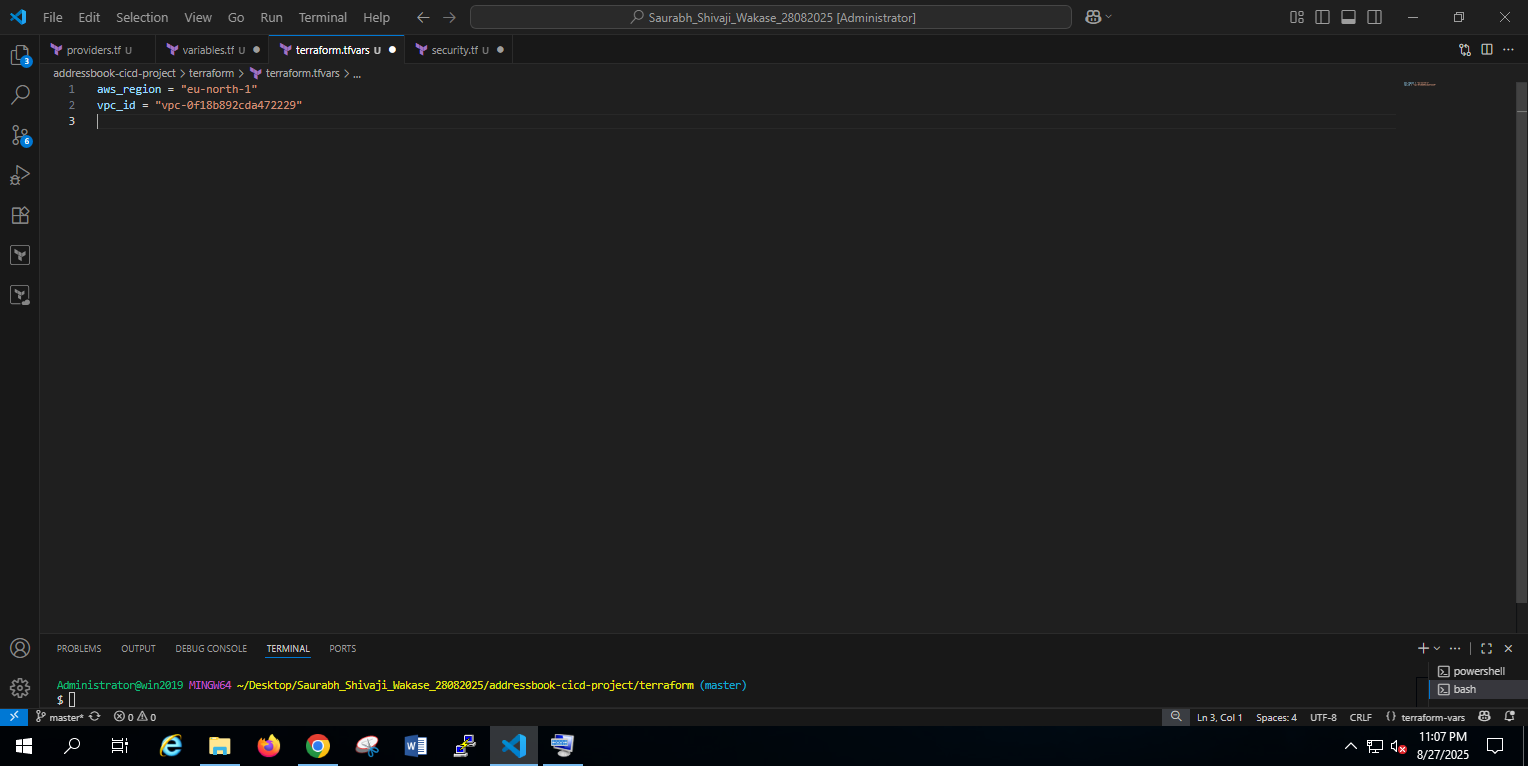 File Edit Selection View Go Run Terminal Help
Saurabh_Shivaji_Wakase_28082025 [Administrator]
providers.tf U
variables.tf U
terraform.tfvars U
security.tf U
addressbook-cicd-project > terraform > terraform.tfvars > ...
1 aws_region = "eu-north-1"
2 vpc_id = "vpc-0f18b892cda472229"
3
3
6
PROBLEMS OUTPUT DEBUG CONSOLE TERMINAL PORTS
powershell
bash
Administrator@win2019 MINGW64 ~/Desktop/Saurabh_Shivaji_Wakase_28082025/addressbook-cicd-project/terraform (master)
$
master* 0 0
Ln 3, Col 1 Spaces: 4 UTF-8 CRLF {} terraform-vars
11:07 PM
8/27/2025